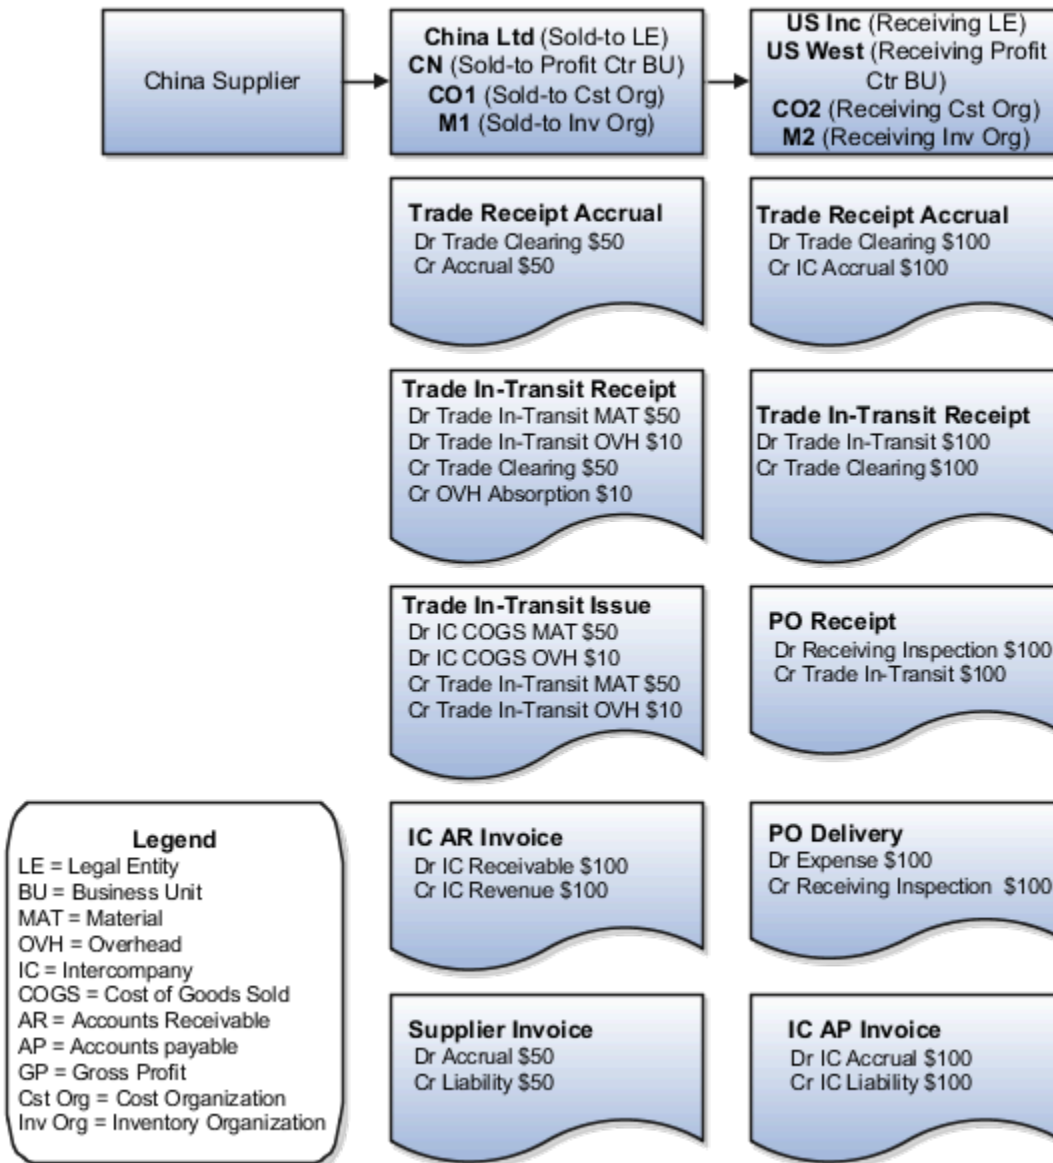 China Supplier
China Ltd (Sold-to LE)
CN (Sold-to Profit Ctr BU)
CO1 (Sold-to Cst Org)
M1 (Sold-to Inv Org)
US Inc (Receiving LE)
US West (Receiving Profit
Ctr BU)
CO2 (Receiving Cst Org)
M2 (Receiving Inv Org)
Trade Receipt Accrual
Dr Trade Clearing $50
Cr Accrual $50
Trade Receipt Accrual
Dr Trade Clearing $100
Cr IC Accrual $100
Trade In-Transit Receipt
Dr Trade In-Transit MAT $50
Dr Trade In-Transit OVH $10
Cr Trade Clearing $50
Cr OVH Absorption $10
Trade In-Transit Receipt
Dr Trade In-Transit $100
Cr Trade Clearing $100
Trade In-Transit Issue
Dr IC COGS MAT $50
Dr IC COGS OVH $10
Cr Trade In-Transit MAT $50
Cr Trade In-Transit OVH $10
PO Receipt
Dr Receiving Inspection $100
Cr Trade In-Transit $100
Legend
LE = Legal Entity
BU = Business Unit
MAT = Material
OVH = Overhead
IC = Intercompany
COGS = Cost of Goods Sold
AR = Accounts Receivable
AP = Accounts payable
GP = Gross Profit
Cst Org = Cost Organization
Inv Org = Inventory Organization
IC AR Invoice
Dr IC Receivable $100
Cr IC Revenue $100
PO Delivery
Dr Expense $100
Cr Receiving Inspection $100
Supplier Invoice
Dr Accrual $50
Cr Liability $50
IC AP Invoice
Dr IC Accrual $100
Cr IC Liability $100